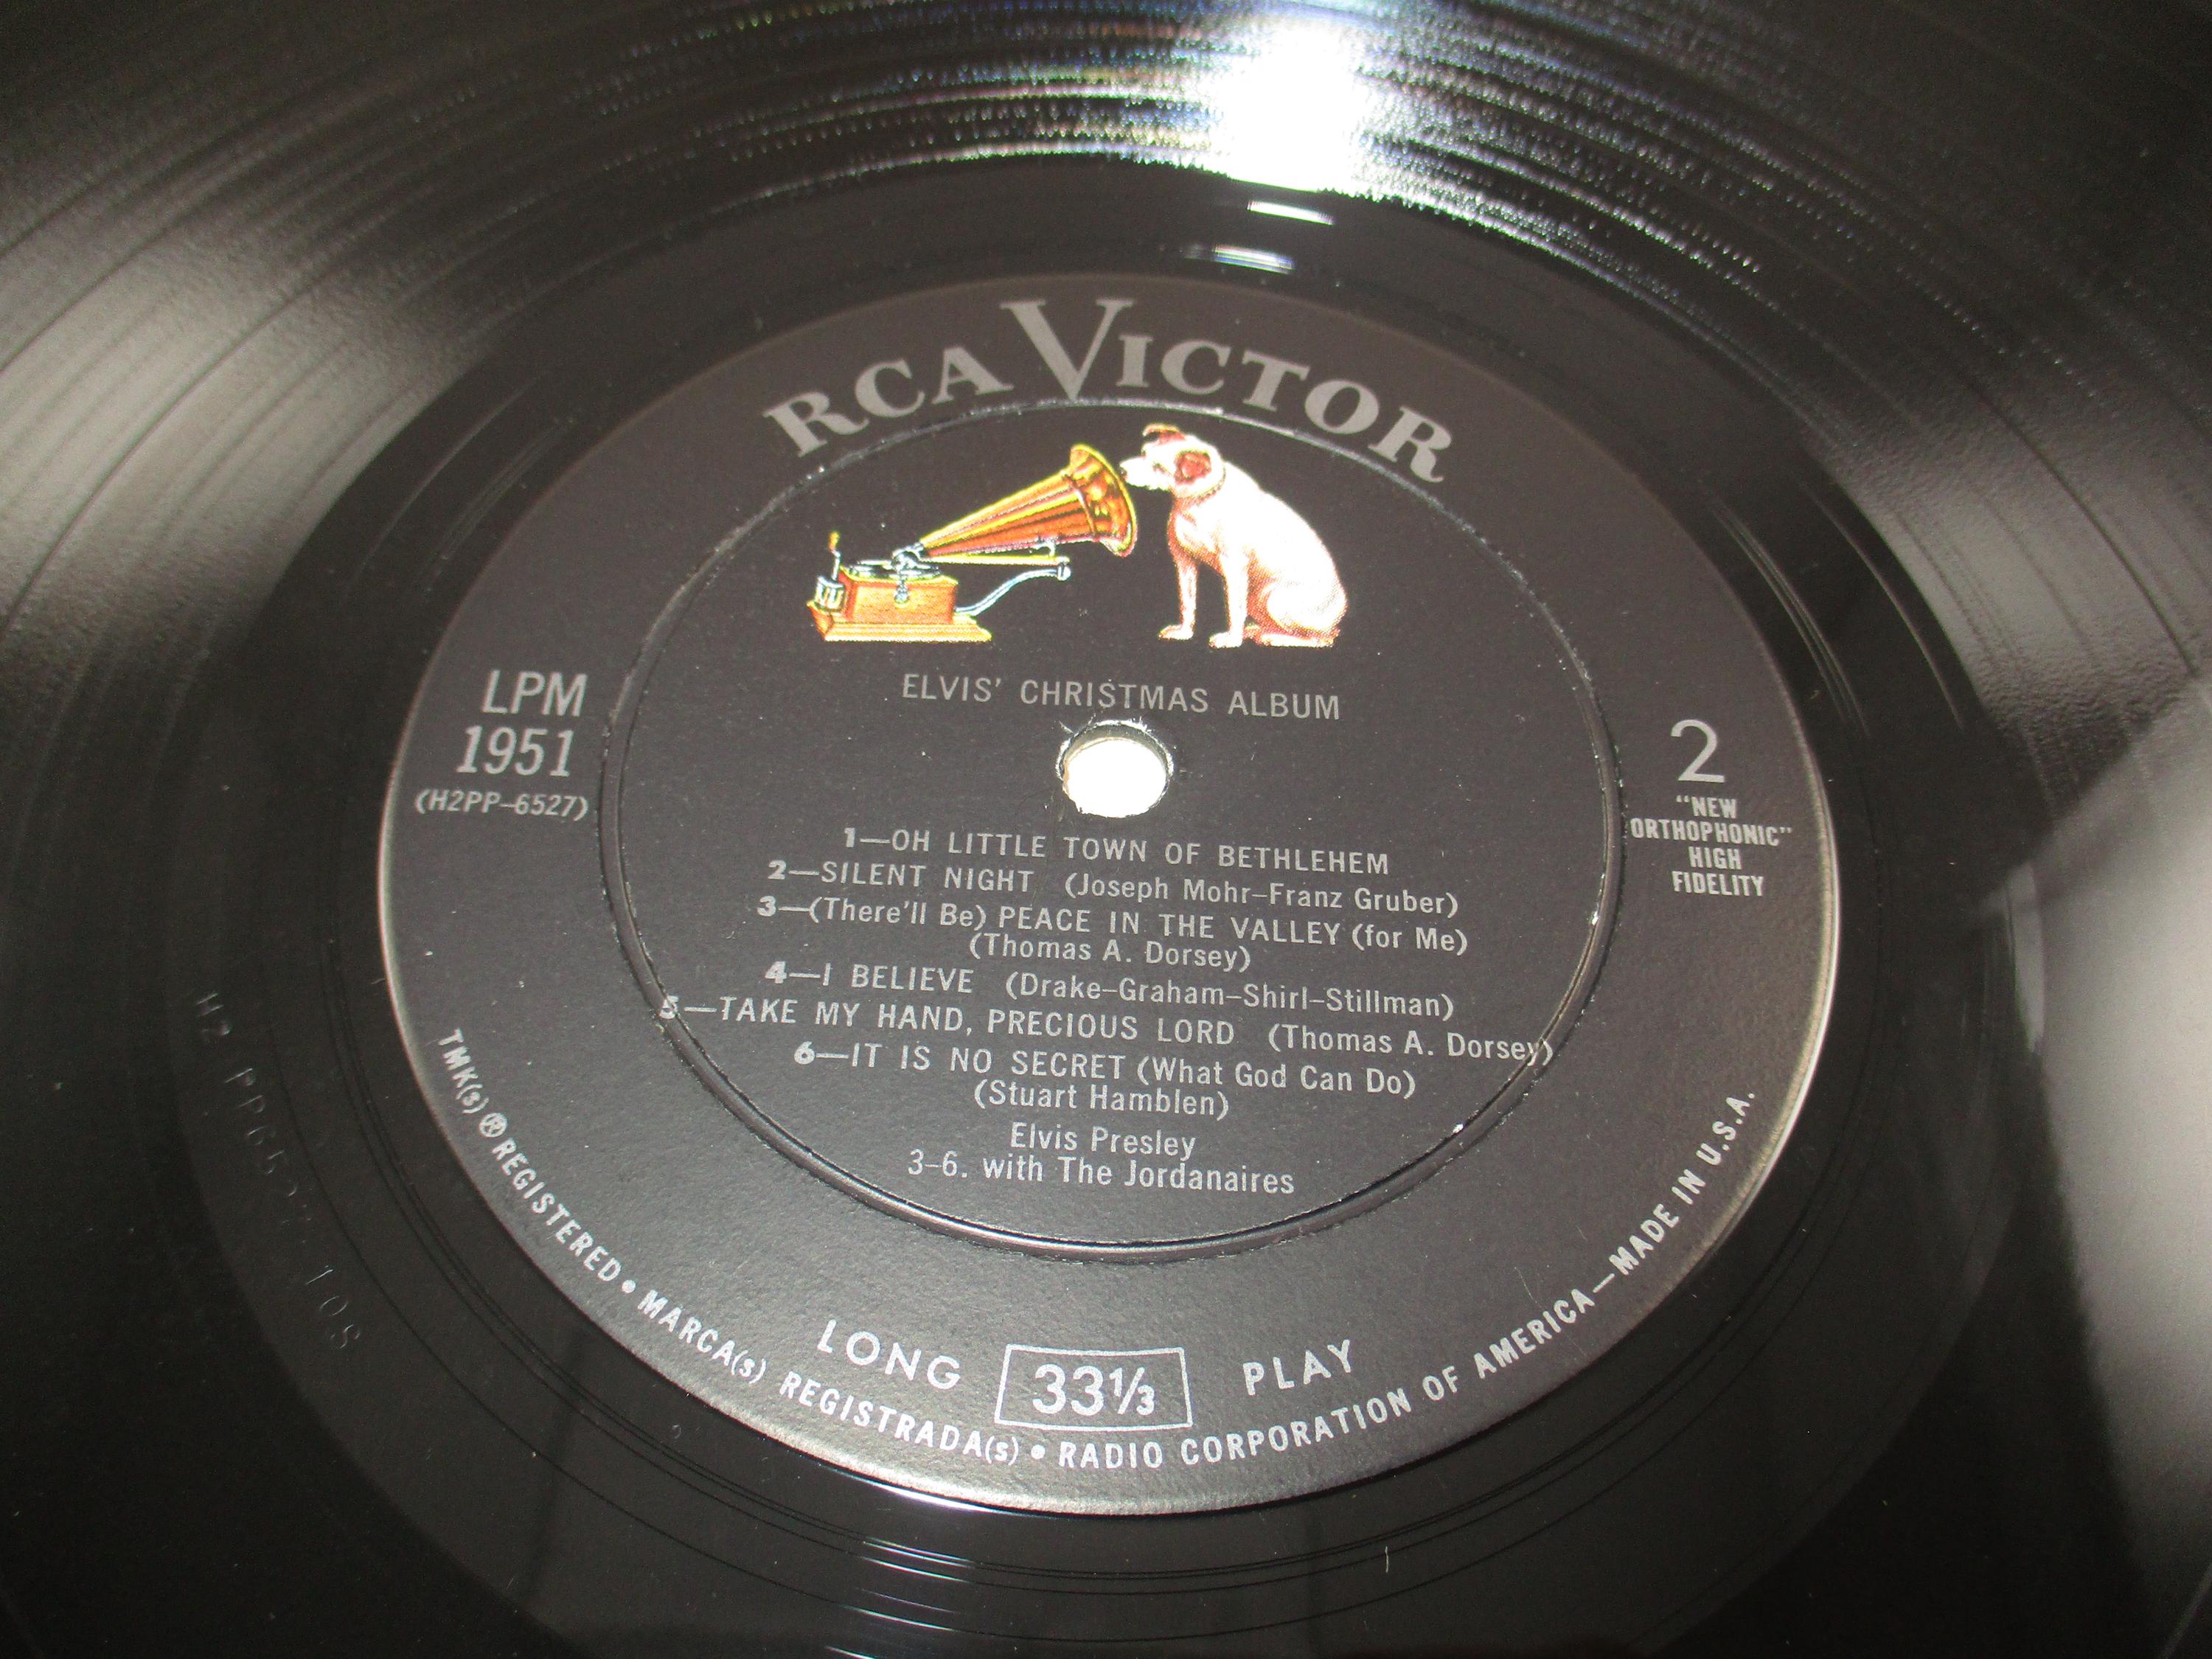 RCA VICTOR
ELVIS' CHRISTMAS ALBUM
LPM
1951
(H2PP-6527)
2
"NEW
ORTHOPHONIC"
HIGH
FIDELITY
1—OH LITTLE TOWN OF BETHLEHEM
2—SILENT NIGHT (Joseph Mohr-Franz Gruber)
3—(There'll Be) PEACE IN THE VALLEY (for Me)
(Thomas A. Dorsey)
4—I BELIEVE (Drake-Graham-Shirl-Stillman)
5—TAKE MY HAND, PRECIOUS LORD (Thomas A. Dorsey)
6—IT IS NO SECRET (What God Can Do)
(Stuart Hamblen)
Elvis Presley
3-6. with The Jordanaires
LONG 33⅓ PLAY
TMK(s) ® REGISTERED • MARCA(s) REGISTRADA(s) • RADIO CORPORATION OF AMERICA—MADE IN U.S.A.